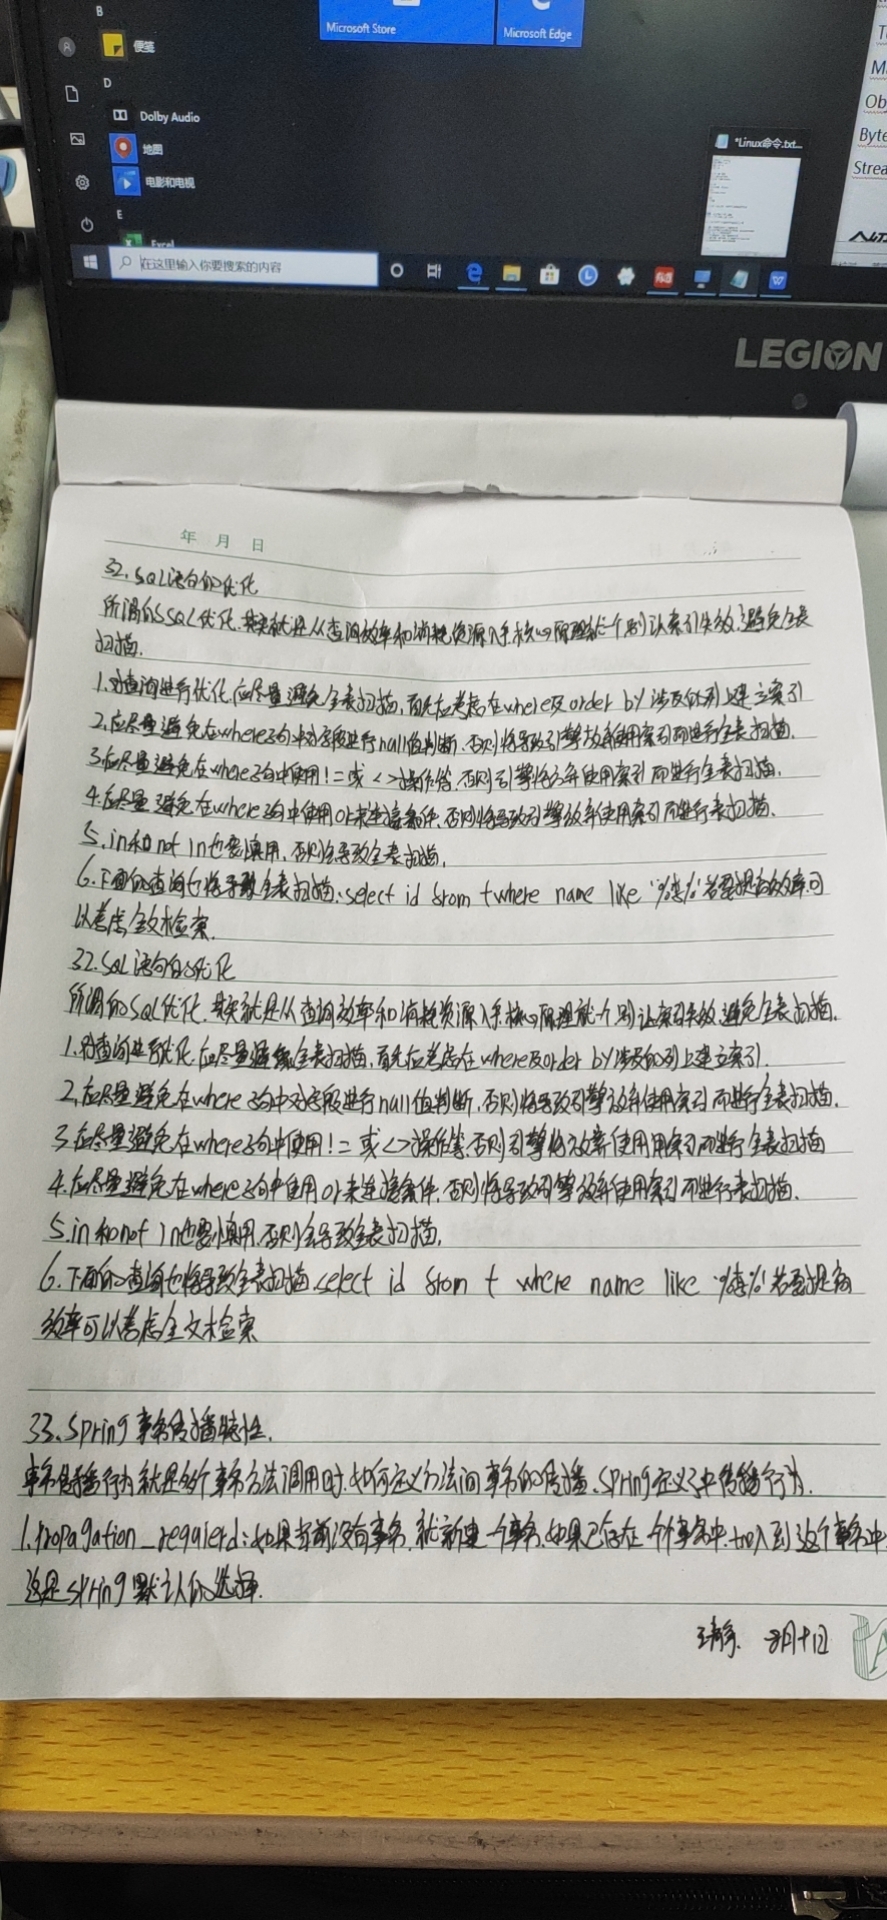 B
便笺
D
Dolby Audio
地图
电影和电视
E
Excel
Microsoft Store
Microsoft Edge
*Linux命令.txt...
Ob
Byte
Strea
在这里输入你要搜索的内容
LEGION
年 月 日
32.SQL语句的优化
所谓的SQL优化,其实就是从查询效率和消耗资源入手核心原理就一个别让索引失效,避免全表
扫描.
1.对查询进行优化,应尽量避免全表扫描,首先应考虑在where及order by涉及的列上建立索引
2.应尽量避免在where子句中对字段进行null值判断,否则将导致引擎放弃使用索引而进行全表扫描.
3.应尽量避免在where子句中使用!=或<>操作符,否则引擎将放弃使用索引而进行全表扫描.
4.应尽量避免在where子句中使用or来连接条件,否则将导致引擎放弃使用索引而进行表扫描.
5.in和not in也要慎用,否则会导致全表扫描,
6.下面的查询也将导致全表扫描:select id from t where name like '%李%'若要提高效率可
以考虑全文检索.
32.SQL语句的优化
所谓的SQL优化,其实就是从查询效率和消耗资源入手核心原理就一个别让索引失效,避免全表扫描.
1.对查询进行优化,应尽量避免全表扫描,首先应考虑在where及order by涉及的列上建立索引.
2.应尽量避免在where子句中对字段进行null值判断,否则将导致引擎放弃使用索引而进行全表扫描.
3.应尽量避免在where子句中使用!=或<>操作符,否则引擎将放弃使用用索引而进行全表扫描
4.应尽量避免在where子句中使用or来连接条件,否则将导致引擎放弃使用索引而进行表扫描.
5.in和not in也要慎用,否则会导致全表扫描,
6.下面的查询也将导致全表扫描,select id from t where name like '%李%'若要提高
效率可以考虑全文检索
33.Spring事务传播特性.
事务传播行为就是多个事务方法调用时,如何定义方法间事务的传播,Spring定义了中传播行为.
1.propagation_requierd:如果当前没有事务,就新建一个事务,如果已存在一个事务中,加入到这个事务中,
这是spring默认的选择.
王静 8月十日